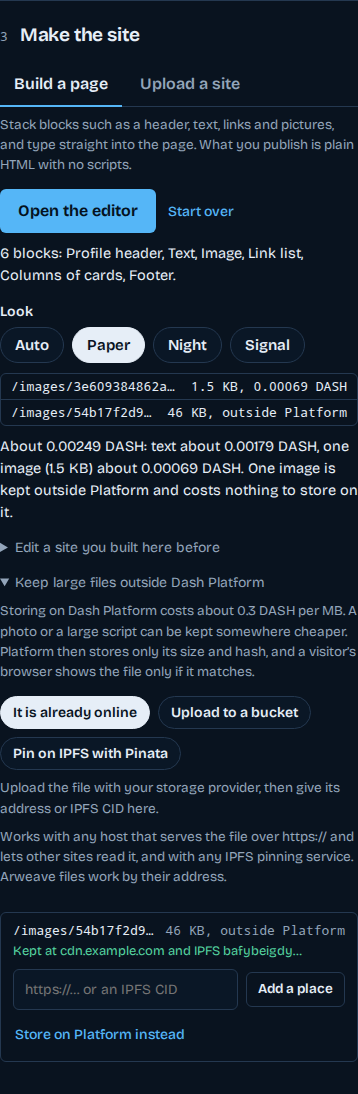 3 Make the site
Build a page Upload a site
Stack blocks such as a header, text, links and pictures,
and type straight into the page. What you publish is plain
HTML with no scripts.
Open the editor Start over
6 blocks: Profile header, Text, Image, Link list,
Columns of cards, Footer.
Look
Auto Paper Night Signal
/images/3e609384862a… 1.5 KB, 0.00069 DASH
/images/54b17f2d9… 46 KB, outside Platform
About 0.00249 DASH: text about 0.00179 DASH, one
image (1.5 KB) about 0.00069 DASH. One image is
kept outside Platform and costs nothing to store on
it.
▶ Edit a site you built here before
▼ Keep large files outside Dash Platform
Storing on Dash Platform costs about 0.3 DASH per MB. A
photo or a large script can be kept somewhere cheaper.
Platform then stores only its size and hash, and a visitor's
browser shows the file only if it matches.
It is already online Upload to a bucket
Pin on IPFS with Pinata
Upload the file with your storage provider, then give its
address or IPFS CID here.
Works with any host that serves the file over https:// and
lets other sites read it, and with any IPFS pinning service.
Arweave files work by their address.
/images/54b17f2d9… 46 KB, outside Platform
Kept at cdn.example.com and IPFS bafybeigdy…
https://… or an IPFS CID Add a place
Store on Platform instead